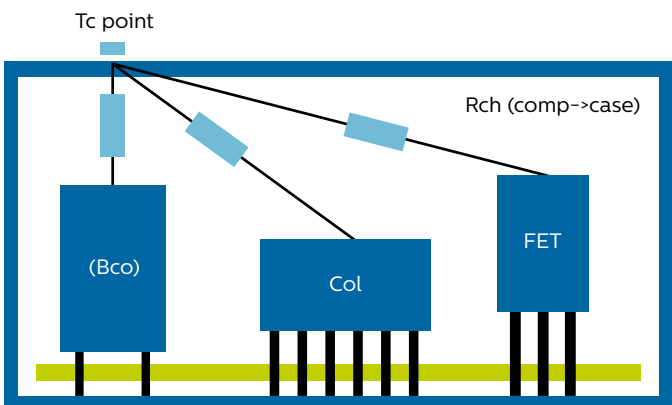 Tc point
Rch (comp->case)
(Bco)
Col
FET